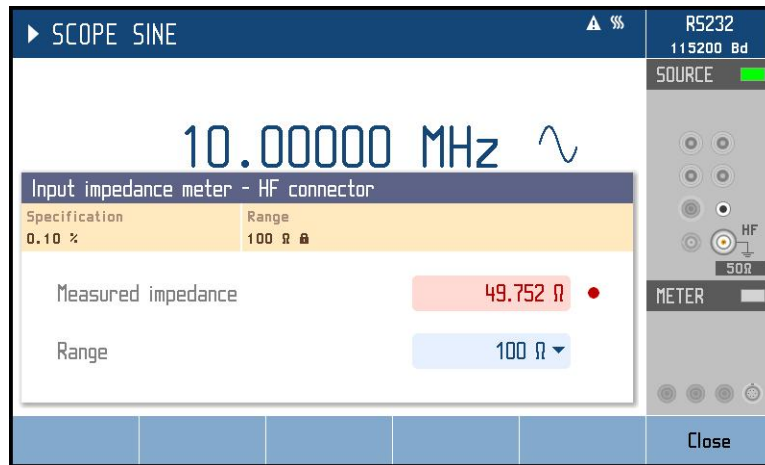 SCOPE SINE
RS232
115200 Bd
SOURCE
10.00000 MHz
Input impedance meter - HF connector
Specification
Range
0.10 %
100 Ω
HF
50Ω
Measured impedance
49.752 Ω
METER
Range
100 Ω
Close